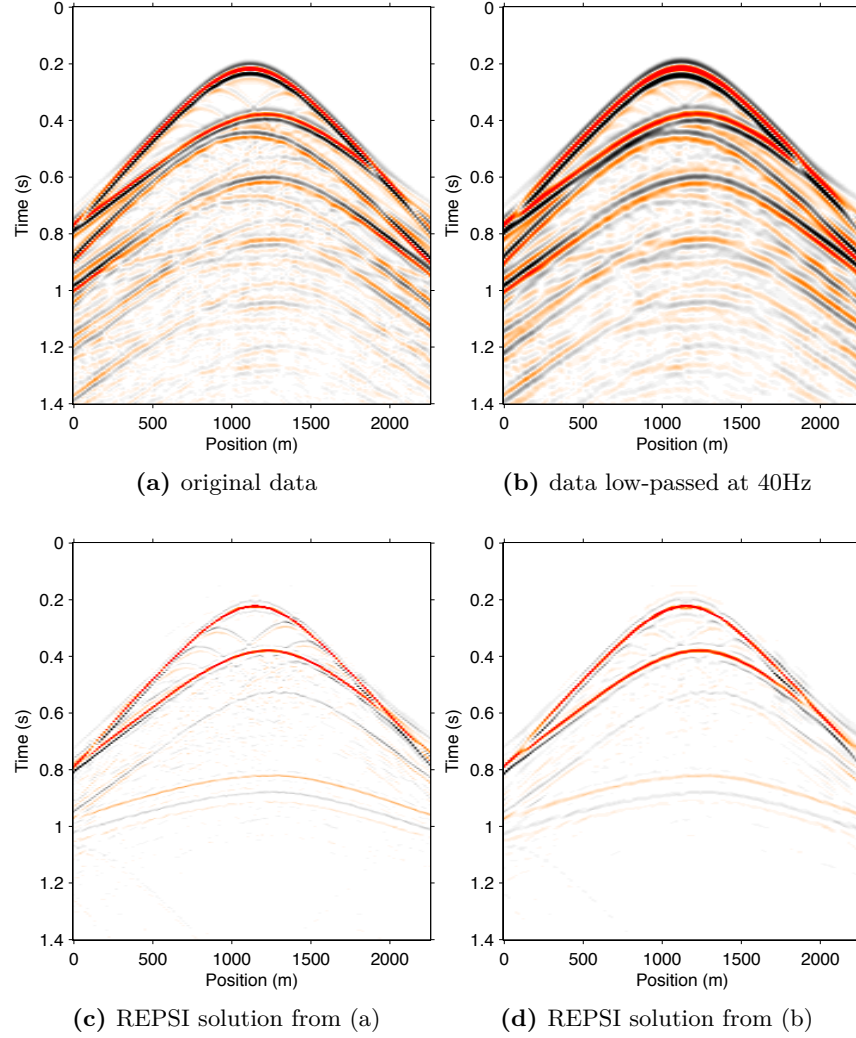 0
0.2
0.4
0.6
0.8
1
1.2
1.4
Time (s)
0 500 1000 1500 2000
Position (m)
(a) original data
0
0.2
0.4
0.6
0.8
1
1.2
1.4
Time (s)
0 500 1000 1500 2000
Position (m)
(b) data low-passed at 40Hz
0
0.2
0.4
0.6
0.8
1
1.2
1.4
Time (s)
0 500 1000 1500 2000
Position (m)
(c) REPSI solution from (a)
0
0.2
0.4
0.6
0.8
1
1.2
1.4
Time (s)
0 500 1000 1500 2000
Position (m)
(d) REPSI solution from (b)